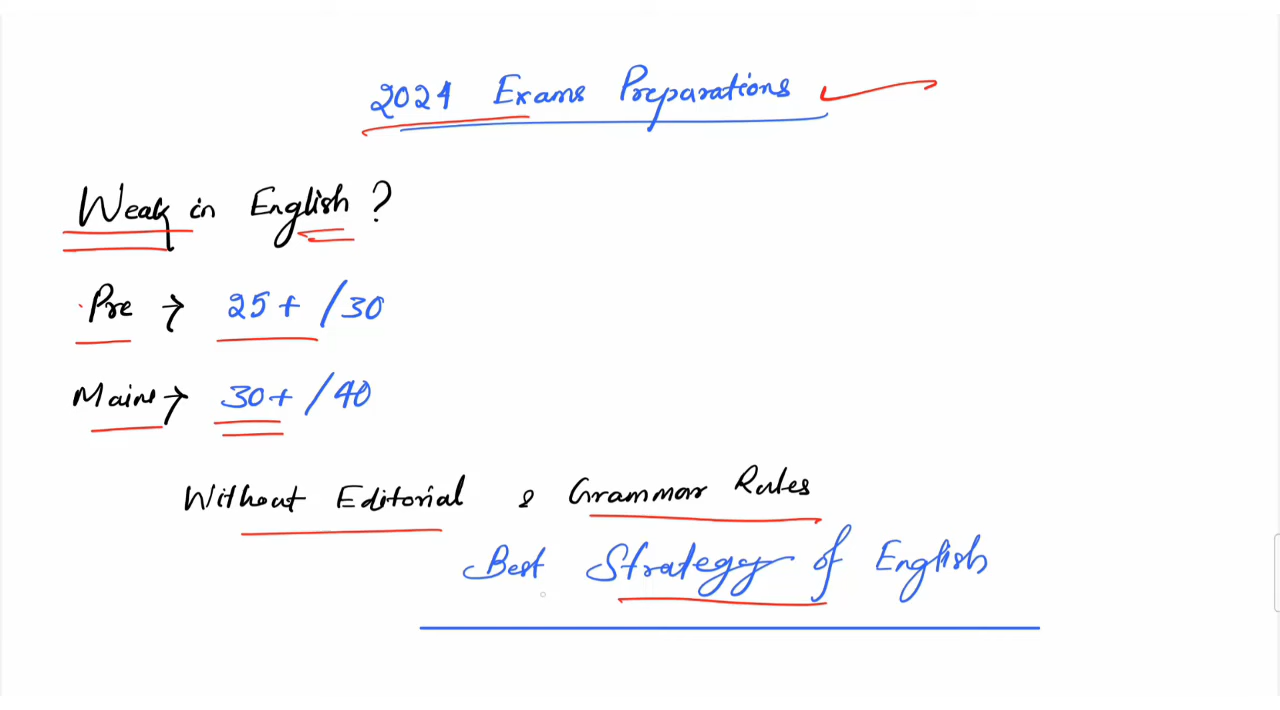 2024 Exams Preparations
Weak in English ?
Pre → 25+ /30
Mains → 30+ /40
Without Editorial & Grammar Rules
Best Strategy of English